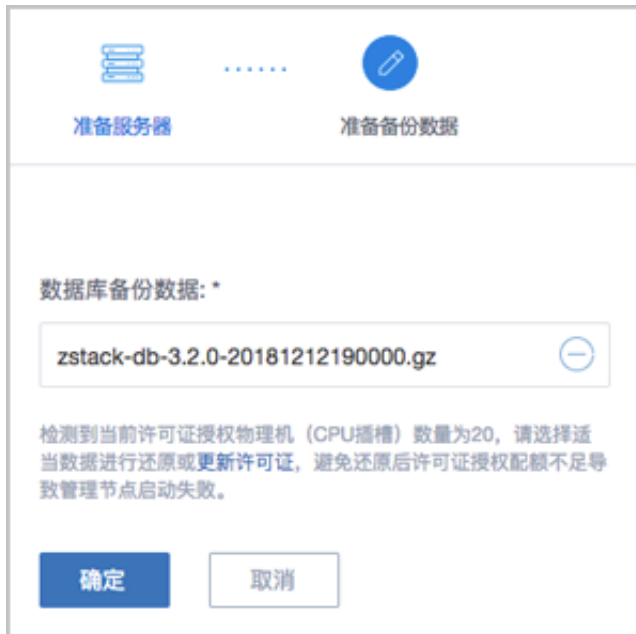 准备服务器
准备备份数据
数据库备份数据: *
zstack-db-3.2.0-20181212190000.gz
检测到当前许可证授权物理机（CPU插槽）数量为20，请选择适
当数据进行还原或更新许可证，避免还原后许可证授权配额不足导
致管理节点启动失败。
确定
取消